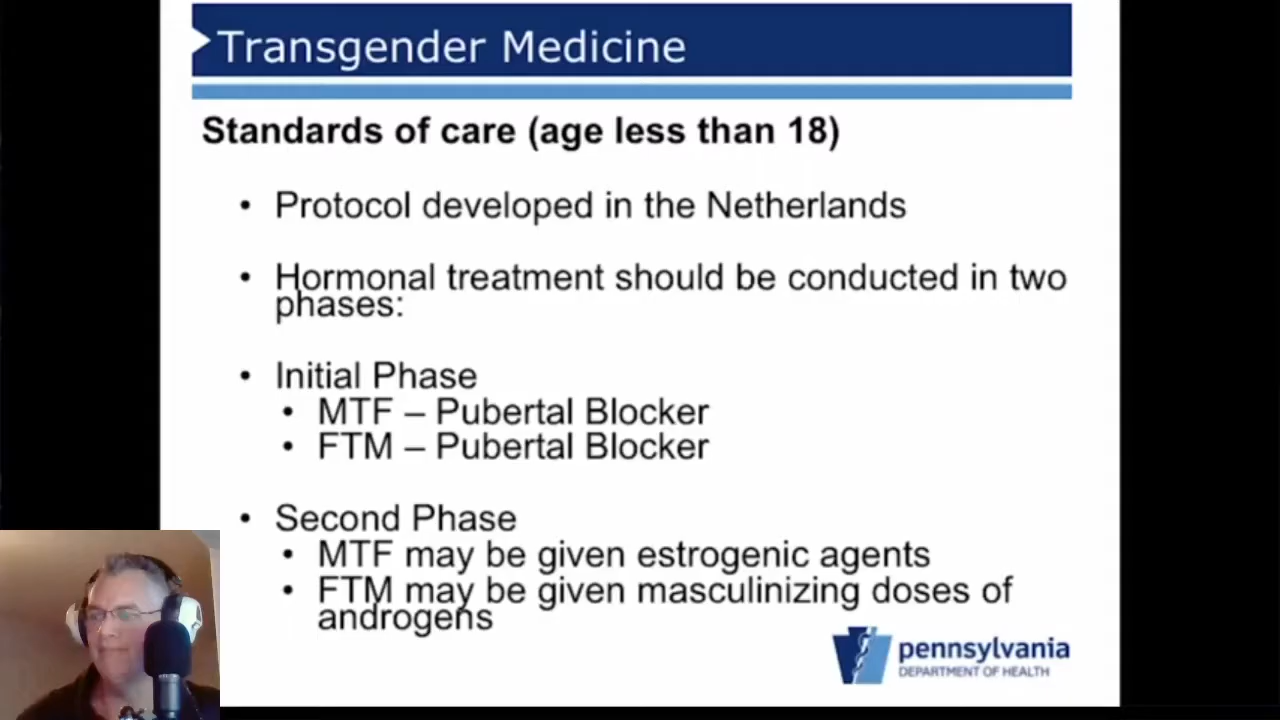 Transgender Medicine
Standards of care (age less than 18)
• Protocol developed in the Netherlands
• Hormonal treatment should be conducted in two
phases:
• Initial Phase
• MTF – Pubertal Blocker
• FTM – Pubertal Blocker
• Second Phase
• MTF may be given estrogenic agents
• FTM may be given masculinizing doses of
androgens
pennsylvania
DEPARTMENT OF HEALTH